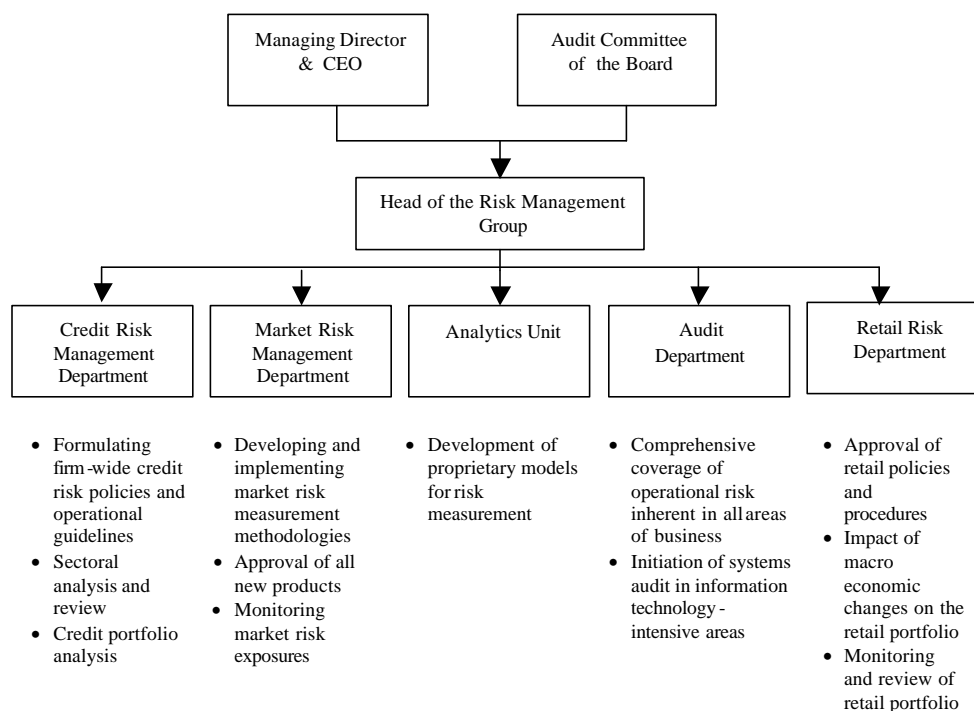 Managing Director
& CEO
Audit Committee
of the Board
Head of the Risk Management
Group
Credit Risk
Management
Department
Market Risk
Management
Department
Analytics Unit
Audit
Department
Retail Risk
Department
• Formulating
firm-wide credit
risk policies and
operational
guidelines
• Sectoral
analysis and
review
• Credit portfolio
analysis
• Developing and
implementing
market risk
measurement
methodologies
• Approval of all
new products
• Monitoring
market risk
exposures
• Development of
proprietary models
for risk
measurement
• Comprehensive
coverage of
operational risk
inherent in all areas
of business
• Initiation of systems
audit in information
technology-
intensive areas
• Approval of
retail policies
and
procedures
• Impact of
macro
economic
changes on the
retail portfolio
• Monitoring
and review of
retail portfolio